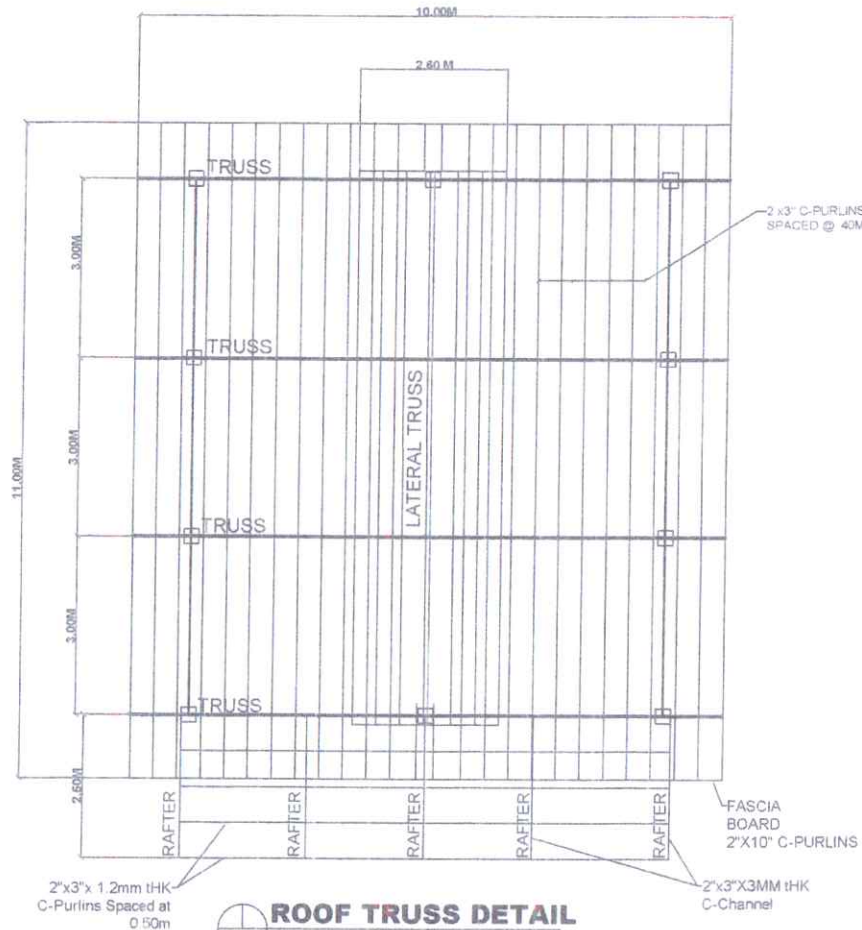 10.00M
2.60 M
TRUSS
2 x3" C-PURLINS
SPACED @ 40M
3.00M
TRUSS
11.00M
3.00M
LATERAL TRUSS
TRUSS
3.00M
TRUSS
2.60M
RAFTER
RAFTER
RAFTER
RAFTER
RAFTER
FASCIA
BOARD
2"X10" C-PURLINS
2"x3"x 1.2mm tHK
C-Purlins Spaced at
0.50m
2"x3"X3MM tHK
C-Channel
ROOF TRUSS DETAIL